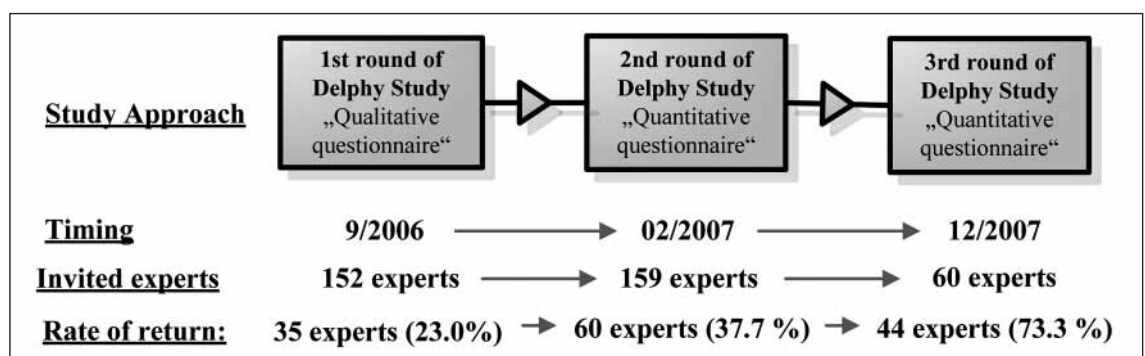 1st round of
Delphy Study
„Qualitative
questionnaire“
2nd round of
Delphy Study
„Quantitative
questionnaire“
3rd round of
Delphy Study
„Quantitative
questionnaire“
Study Approach
Timing 9/2006 02/2007 12/2007
Invited experts 152 experts 159 experts 60 experts
Rate of return: 35 experts (23.0%) 60 experts (37.7 %) 44 experts (73.3 %)